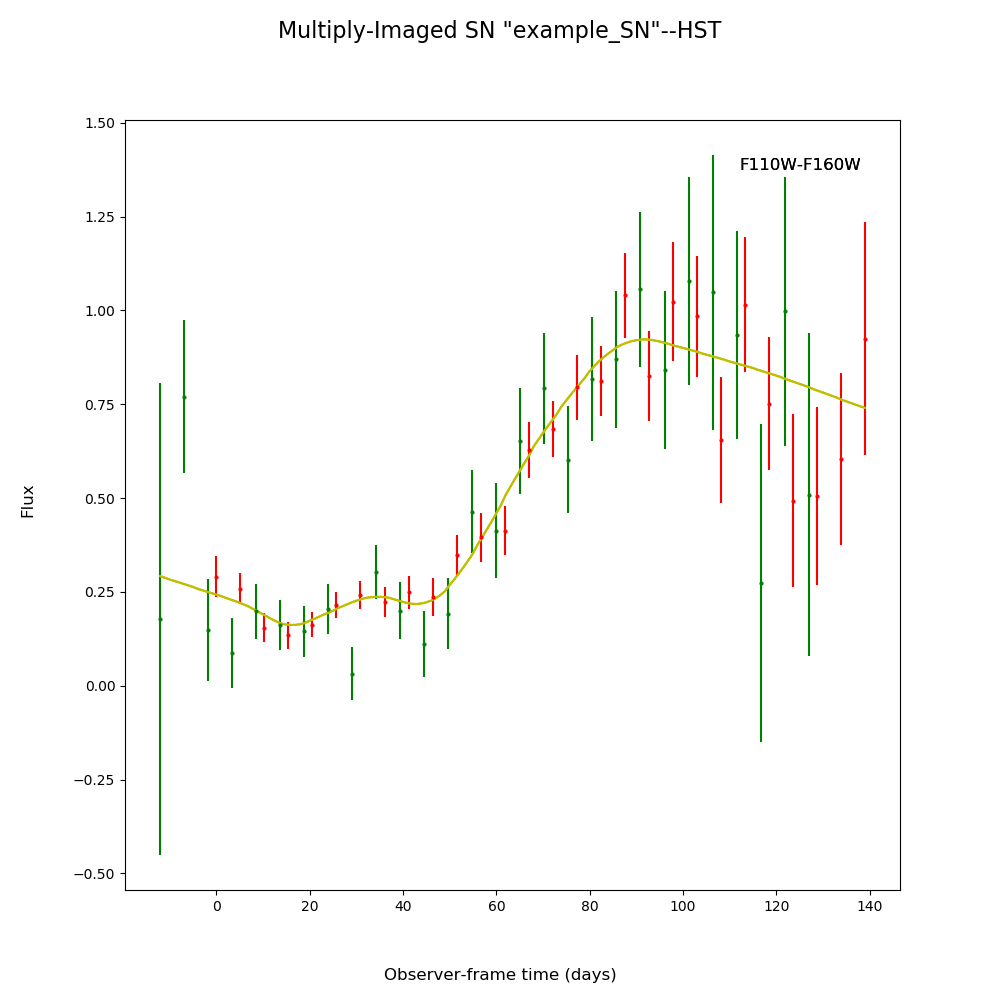 Multiply-Imaged SN "example_SN"--HST
1.50
1.25
1.00
0.75
0.50
0.25
0.00
−0.25
−0.50
F110W-F160W
Flux
0 20 40 60 80 100 120 140
Observer-frame time (days)